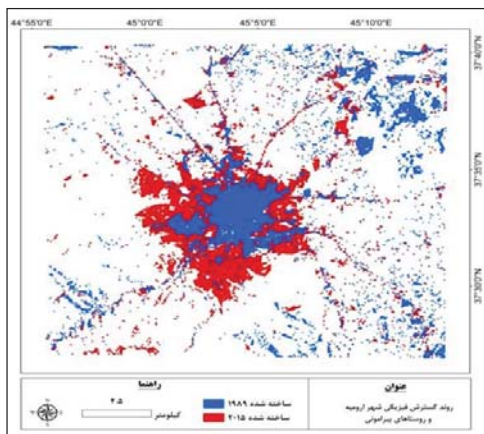 44°55'0"E 45°0'0"E 45°5'0"E 45°10'0"E
37°40'0"N
37°35'0"N
37°30'0"N
عنوان
روند گسترش فیزیکی شهر ارومیه
و روستاهای پیرامونی
راهنما
ساخته شده ۱۹۸۹
ساخته شده ۲۰۱۵
کیلومتر